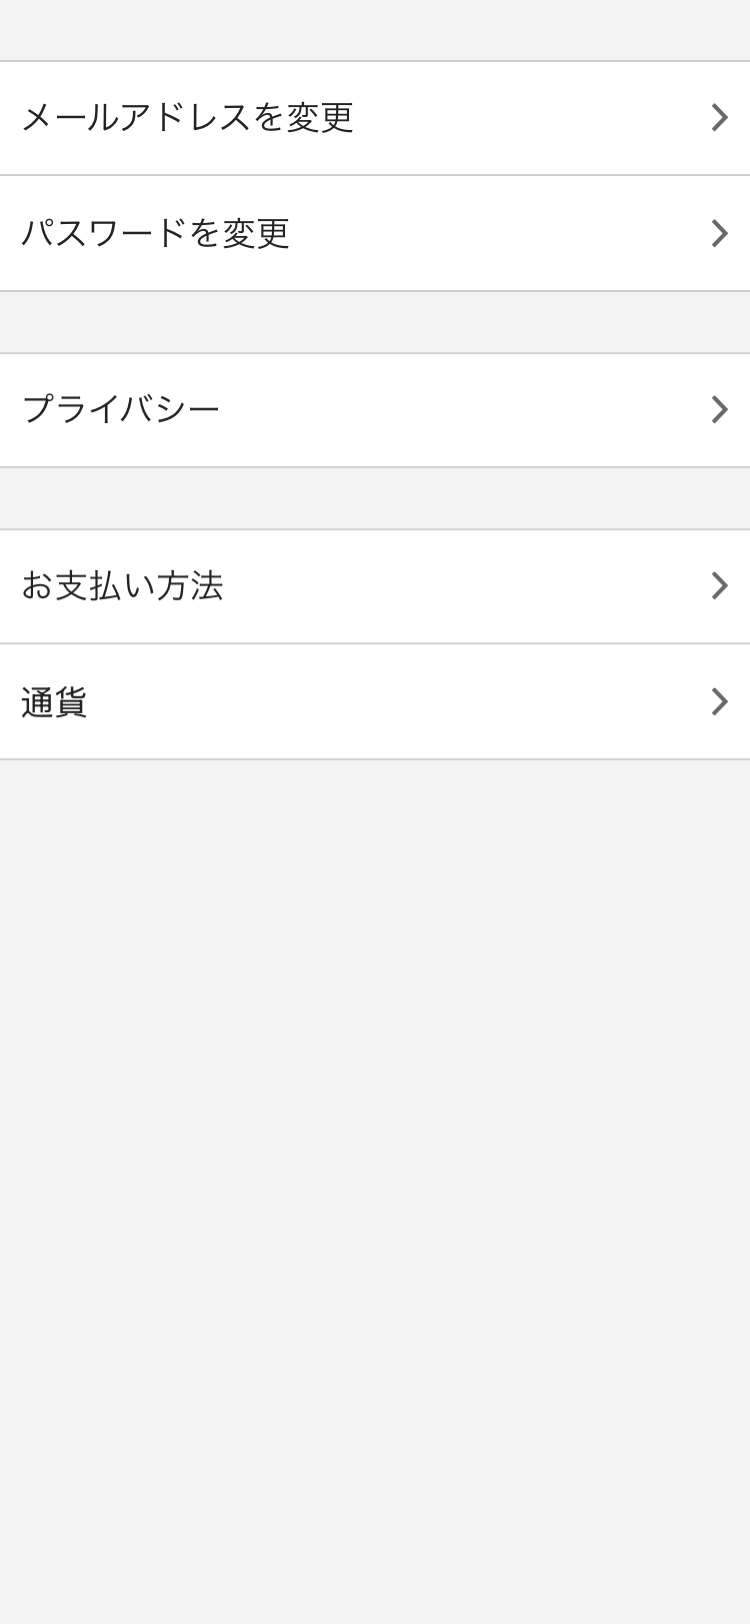 メールアドレスを変更
パスワードを変更
プライバシー
お支払い方法
通貨